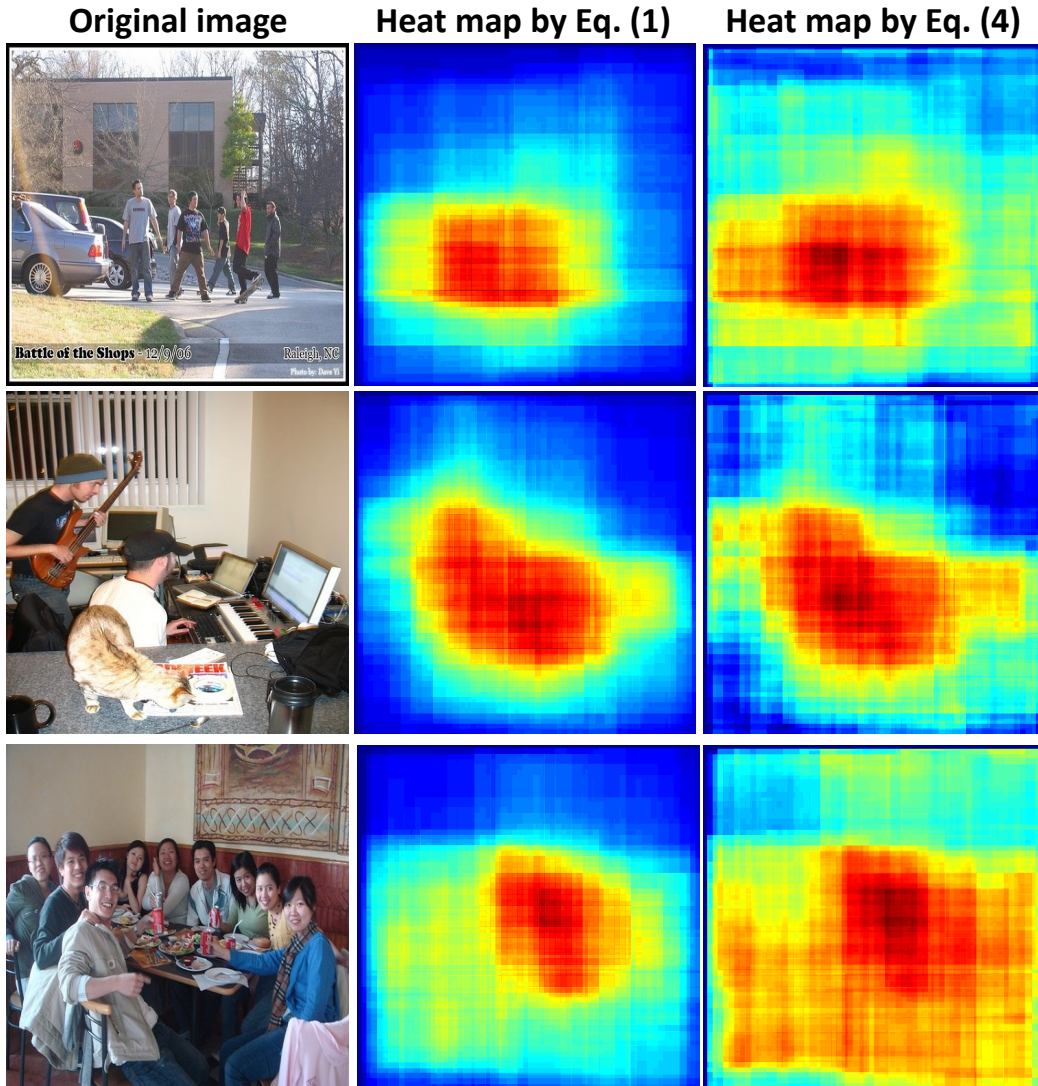 Original image
Heat map by Eq. (1)
Heat map by Eq. (4)
Battle of the Shops - 12/9/06
Raleigh, NC
Photo by: Dave Yi
EEK